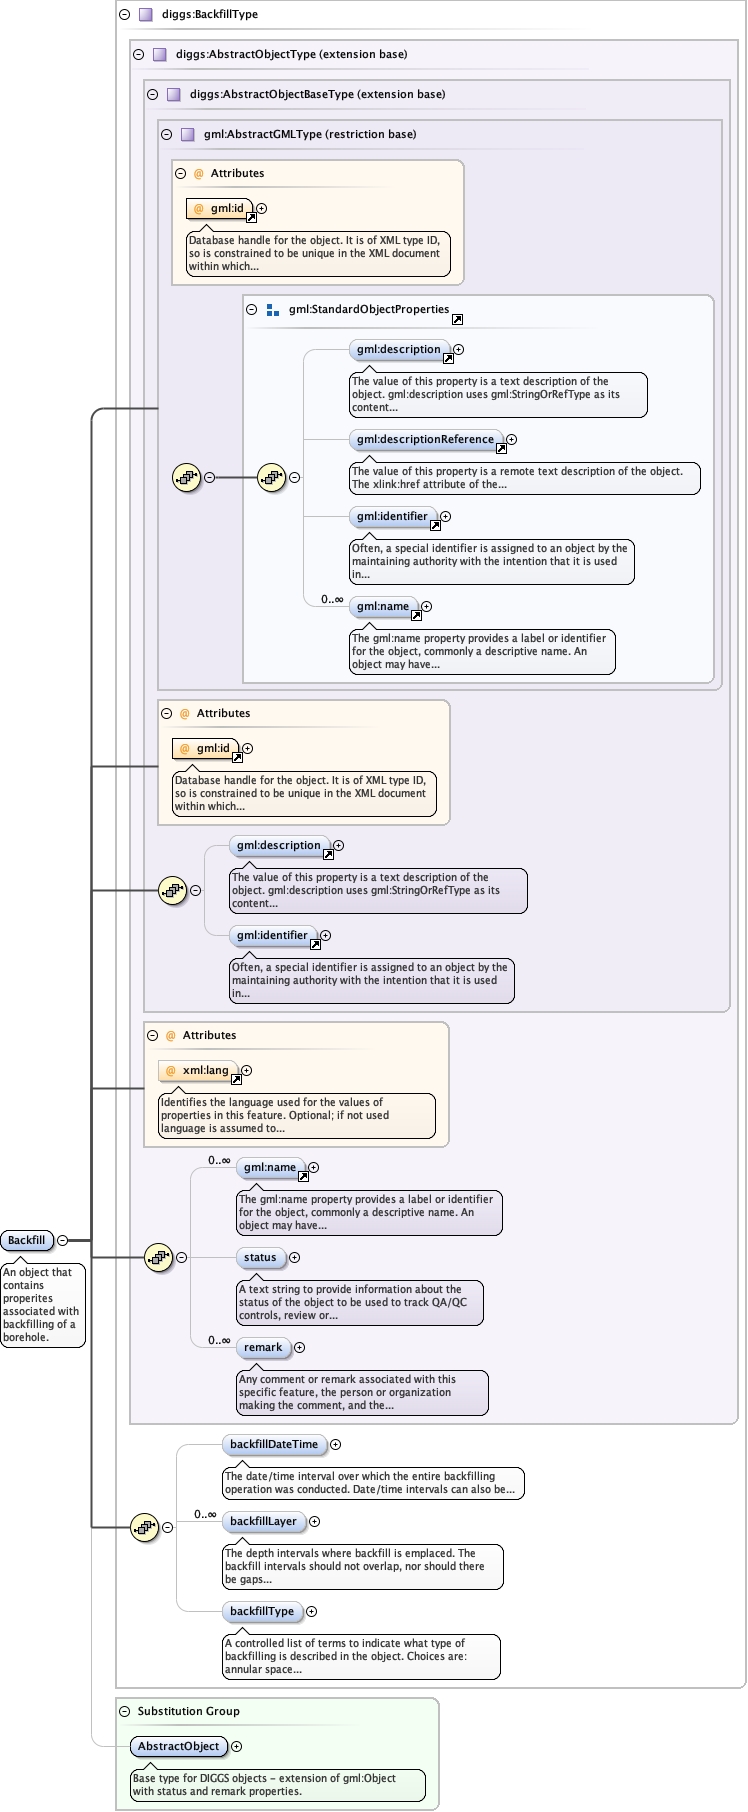 diggs:BackfillType
diggs:AbstractObjectType (extension base)
diggs:AbstractObjectBaseType (extension base)
gml:AbstractGMLType (restriction base)
@ Attributes
@ gml:id
Database handle for the object. It is of XML type ID,
so is constrained to be unique in the XML document
within which...
gml:StandardObjectProperties
gml:description
The value of this property is a text description of the
object. gml:description uses gml:StringOrRefType as its
content...
gml:descriptionReference
The value of this property is a remote text description of the object.
The xlink:href attribute of the...
gml:identifier
Often, a special identifier is assigned to an object by the
maintaining authority with the intention that it is used
in...
0..∞
gml:name
The gml:name property provides a label or identifier
for the object, commonly a descriptive name. An
object may have...
@ Attributes
@ gml:id
Database handle for the object. It is of XML type ID,
so is constrained to be unique in the XML document
within which...
gml:description
The value of this property is a text description of the
object. gml:description uses gml:StringOrRefType as its
content...
gml:identifier
Often, a special identifier is assigned to an object by the
maintaining authority with the intention that it is used
in...
@ Attributes
@ xml:lang
Identifies the language used for the values of
properties in this feature. Optional; if not used
language is assumed to...
0..∞
gml:name
The gml:name property provides a label or identifier
for the object, commonly a descriptive name. An
object may have...
Backfill
An object that
contains
properites
associated with
backfilling of a
borehole.
status
A text string to provide information about the
status of the object to be used to track QA/QC
controls, review or...
0..∞
remark
Any comment or remark associated with this
specific feature, the person or organization
making the comment, and the...
backfillDateTime
The date/time interval over which the entire backfilling
operation was conducted. Date/time intervals can also be...
0..∞
backfillLayer
The depth intervals where backfill is emplaced. The
backfill intervals should not overlap, nor should there
be gaps...
backfillType
A controlled list of terms to indicate what type of
backfilling is described in the object. Choices are:
annular space...
Substitution Group
AbstractObject
Base type for DIGGS objects - extension of gml:Object
with status and remark properties.